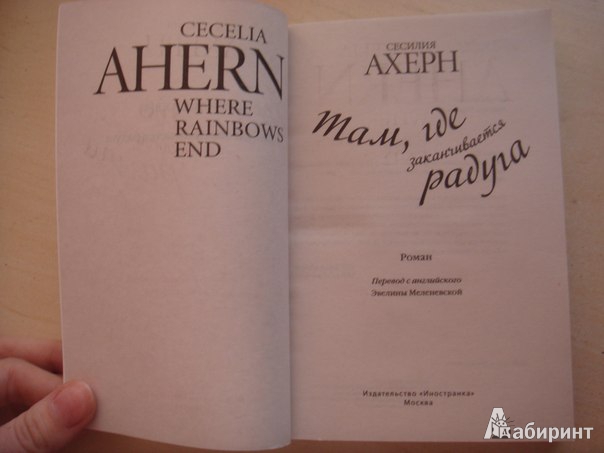 CECELIA
AHERN
WHERE
RAINBOWS
END
СЕСИЛИЯ
АХЕРН
Там, где
заканчивается
радуга
Роман
Перевод с английского
Эвелины Меленевской
Издательство «Иностранка»
Москва
Лабиринт